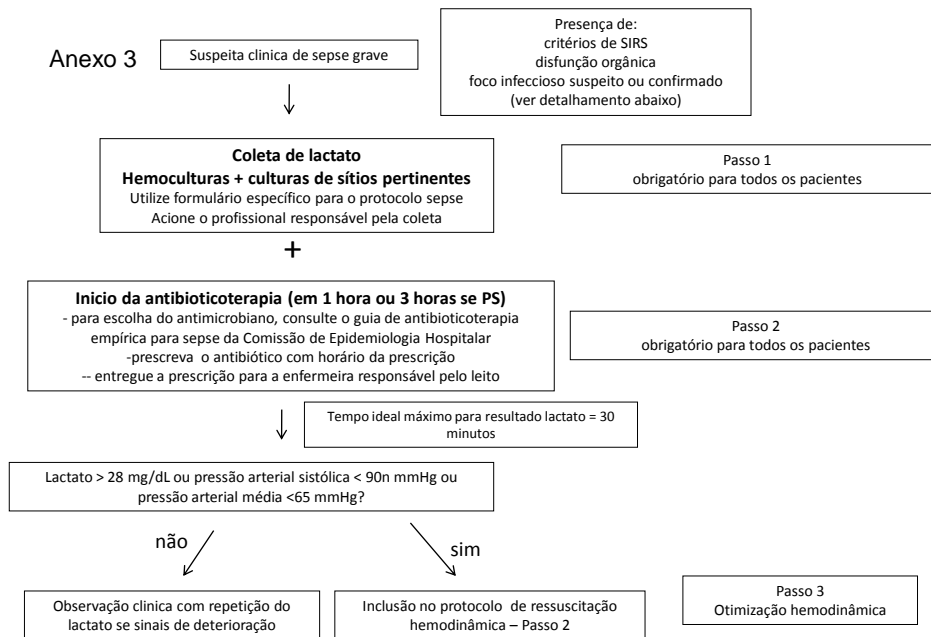 Anexo 3
Suspeita clinica de sepse grave
Presença de:
critérios de SIRS
disfunção orgânica
foco infeccioso suspeito ou confirmado
(ver detalhamento abaixo)
Coleta de lactato
Hemoculturas + culturas de sítios pertinentes
Utilize formulário específico para o protocolo sepse
Acione o profissional responsável pela coleta
Passo 1
obrigatório para todos os pacientes
+
Inicio da antibioticoterapia (em 1 hora ou 3 horas se PS)
- para escolha do antimicrobiano, consulte o guia de antibioticoterapia
empírica para sepse da Comissão de Epidemiologia Hospitalar
-prescreva o antibiótico com horário da prescrição
-- entregue a prescrição para a enfermeira responsável pelo leito
Passo 2
obrigatório para todos os pacientes
Tempo ideal máximo para resultado lactato = 30
minutos
Lactato > 28 mg/dL ou pressão arterial sistólica < 90n mmHg ou
pressão arterial média <65 mmHg?
não
sim
Observação clinica com repetição do
lactato se sinais de deterioração
Inclusão no protocolo de ressuscitação
hemodinâmica – Passo 2
Passo 3
Otimização hemodinâmica